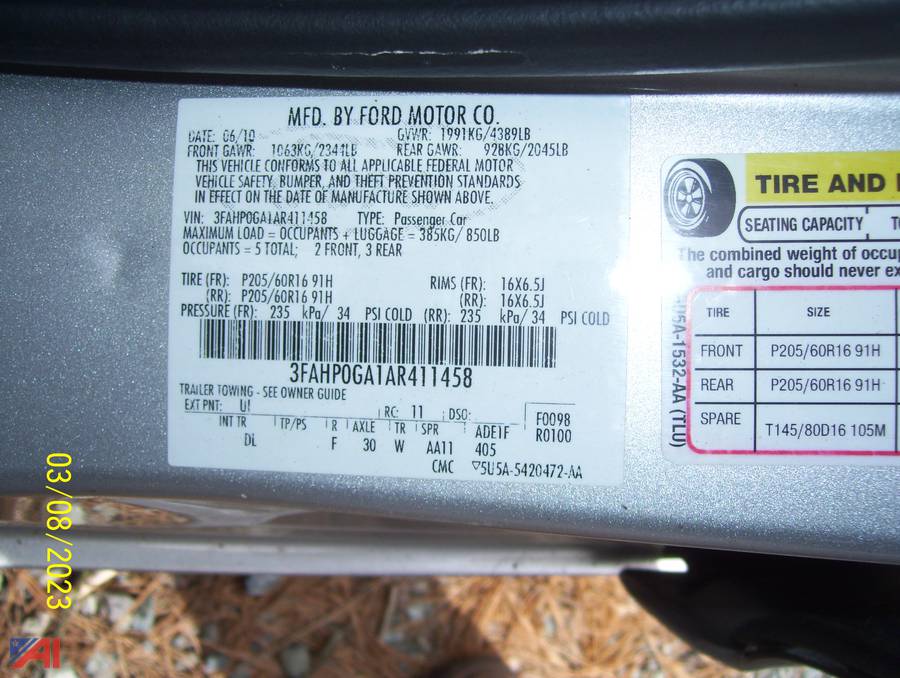 MFD. BY FORD MOTOR CO.
DATE: 06/10 GVWR: 1991KG/4389LB
FRONT GAWR: 1063KG/2344LB REAR GAWR: 928KG/2045LB
THIS VEHICLE CONFORMS TO ALL APPLICABLE FEDERAL MOTOR
VEHICLE SAFETY, BUMPER, AND THEFT PREVENTION STANDARDS
IN EFFECT ON THE DATE OF MANUFACTURE SHOWN ABOVE.
VIN: 3FAHP0GA1AR411458 TYPE: Passenger Car
MAXIMUM LOAD = OCCUPANTS + LUGGAGE = 385KG/ 850LB
OCCUPANTS = 5 TOTAL; 2 FRONT, 3 REAR
TIRE (FR): P205/60R16 91H RIMS (FR): 16X6.5J
(RR): P205/60R16 91H (RR): 16X6.5J
PRESSURE (FR): 235 kPa/ 34 PSI COLD (RR): 235 kPa/ 34 PSI COLD
3FAHP0GA1AR411458
TRAILER TOWING - SEE OWNER GUIDE
EXT PNT: UI RC: 11 DSO: F0098
INT TR TP/PS R AXLE TR SPR ADE1F R0100
DL F 30 W AA11 405
CMC ▽5U5A-5420472-AA
TIRE AND
SEATING CAPACITY
The combined weight of
and cargo should never
TIRE SIZE
FRONT P205/60R16 91H
REAR P205/60R16 91H
SPARE T145/80D16 105M
5U5A-1532-AA (TLU)
03/08/2023
AI